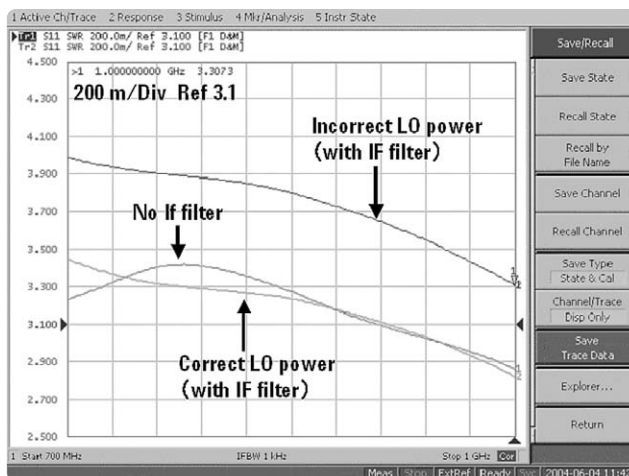 1 Active Ch/Trace 2 Response 3 Stimulus 4 Mkr/Analysis 5 Instr State
Tr1 S11 SWR 200.0m/ Ref 3.100 [F1 D&M]
Tr2 S11 SWR 200.0m/ Ref 3.100 [F1 D&M]
4.500
>1 1.000000000 GHz 3.3073
200 m/Div Ref 3.1
4.300
4.100
3.900
3.700
3.500
3.300
3.100
2.900
2.700
2.500
Incorrect LO power
(with IF filter)
No If filter
Correct LO power
(with IF filter)
1
2
1
2
1 Start 700 MHz
IFBW 1 kHz
Stop 1 GHz Cor
Meas Stop ExtRef Ready Svc 2004-06-04 11:42
Save/Recall
Save State
Recall State
Recall by
File Name
Save Channel
Recall Channel
Save Type
State & Cal
Channel/Trace
Disp Only
Save
Trace Data
Explorer...
Return